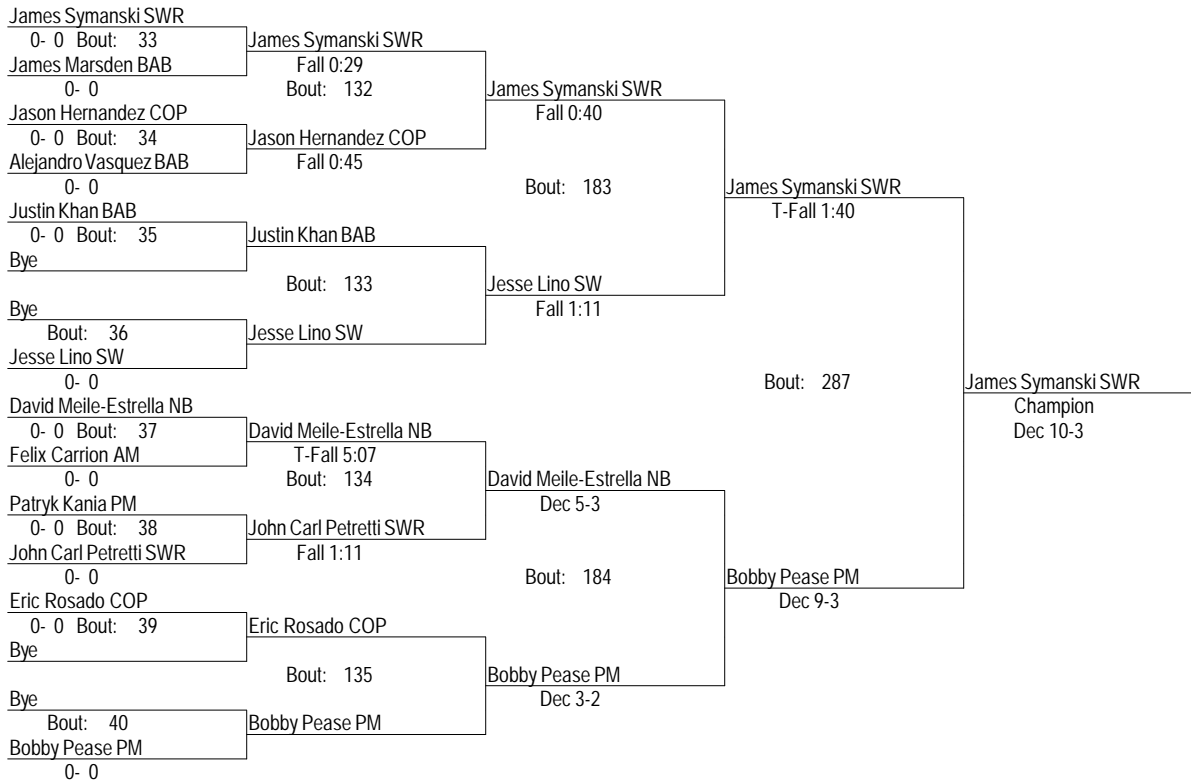 James Symanski SWR
0- 0 Bout: 33
James Marsden BAB
0- 0
Jason Hernandez COP
0- 0 Bout: 34
Alejandro Vasquez BAB
0- 0
Justin Khan BAB
0- 0 Bout: 35
Bye
Bye
Bout: 36
Jesse Lino SW
0- 0
David Meile-Estrella NB
0- 0 Bout: 37
Felix Carrion AM
0- 0
Patryk Kania PM
0- 0 Bout: 38
John Carl Petretti SWR
0- 0
Eric Rosado COP
0- 0 Bout: 39
Bye
Bye
Bout: 40
Bobby Pease PM
0- 0
James Symanski SWR
Fall 0:29
Bout: 132
Jason Hernandez COP
Fall 0:45
Justin Khan BAB
Bout: 133
Jesse Lino SW
David Meile-Estrella NB
T-Fall 5:07
Bout: 134
John Carl Petretti SWR
Fall 1:11
Eric Rosado COP
Bout: 135
Bobby Pease PM
James Symanski SWR
Fall 0:40
Bout: 183
Jesse Lino SW
Fall 1:11
David Meile-Estrella NB
Dec 5-3
Bout: 184
Bobby Pease PM
Dec 3-2
James Symanski SWR
T-Fall 1:40
Bout: 287
Bobby Pease PM
Dec 9-3
James Symanski SWR
Champion
Dec 10-3